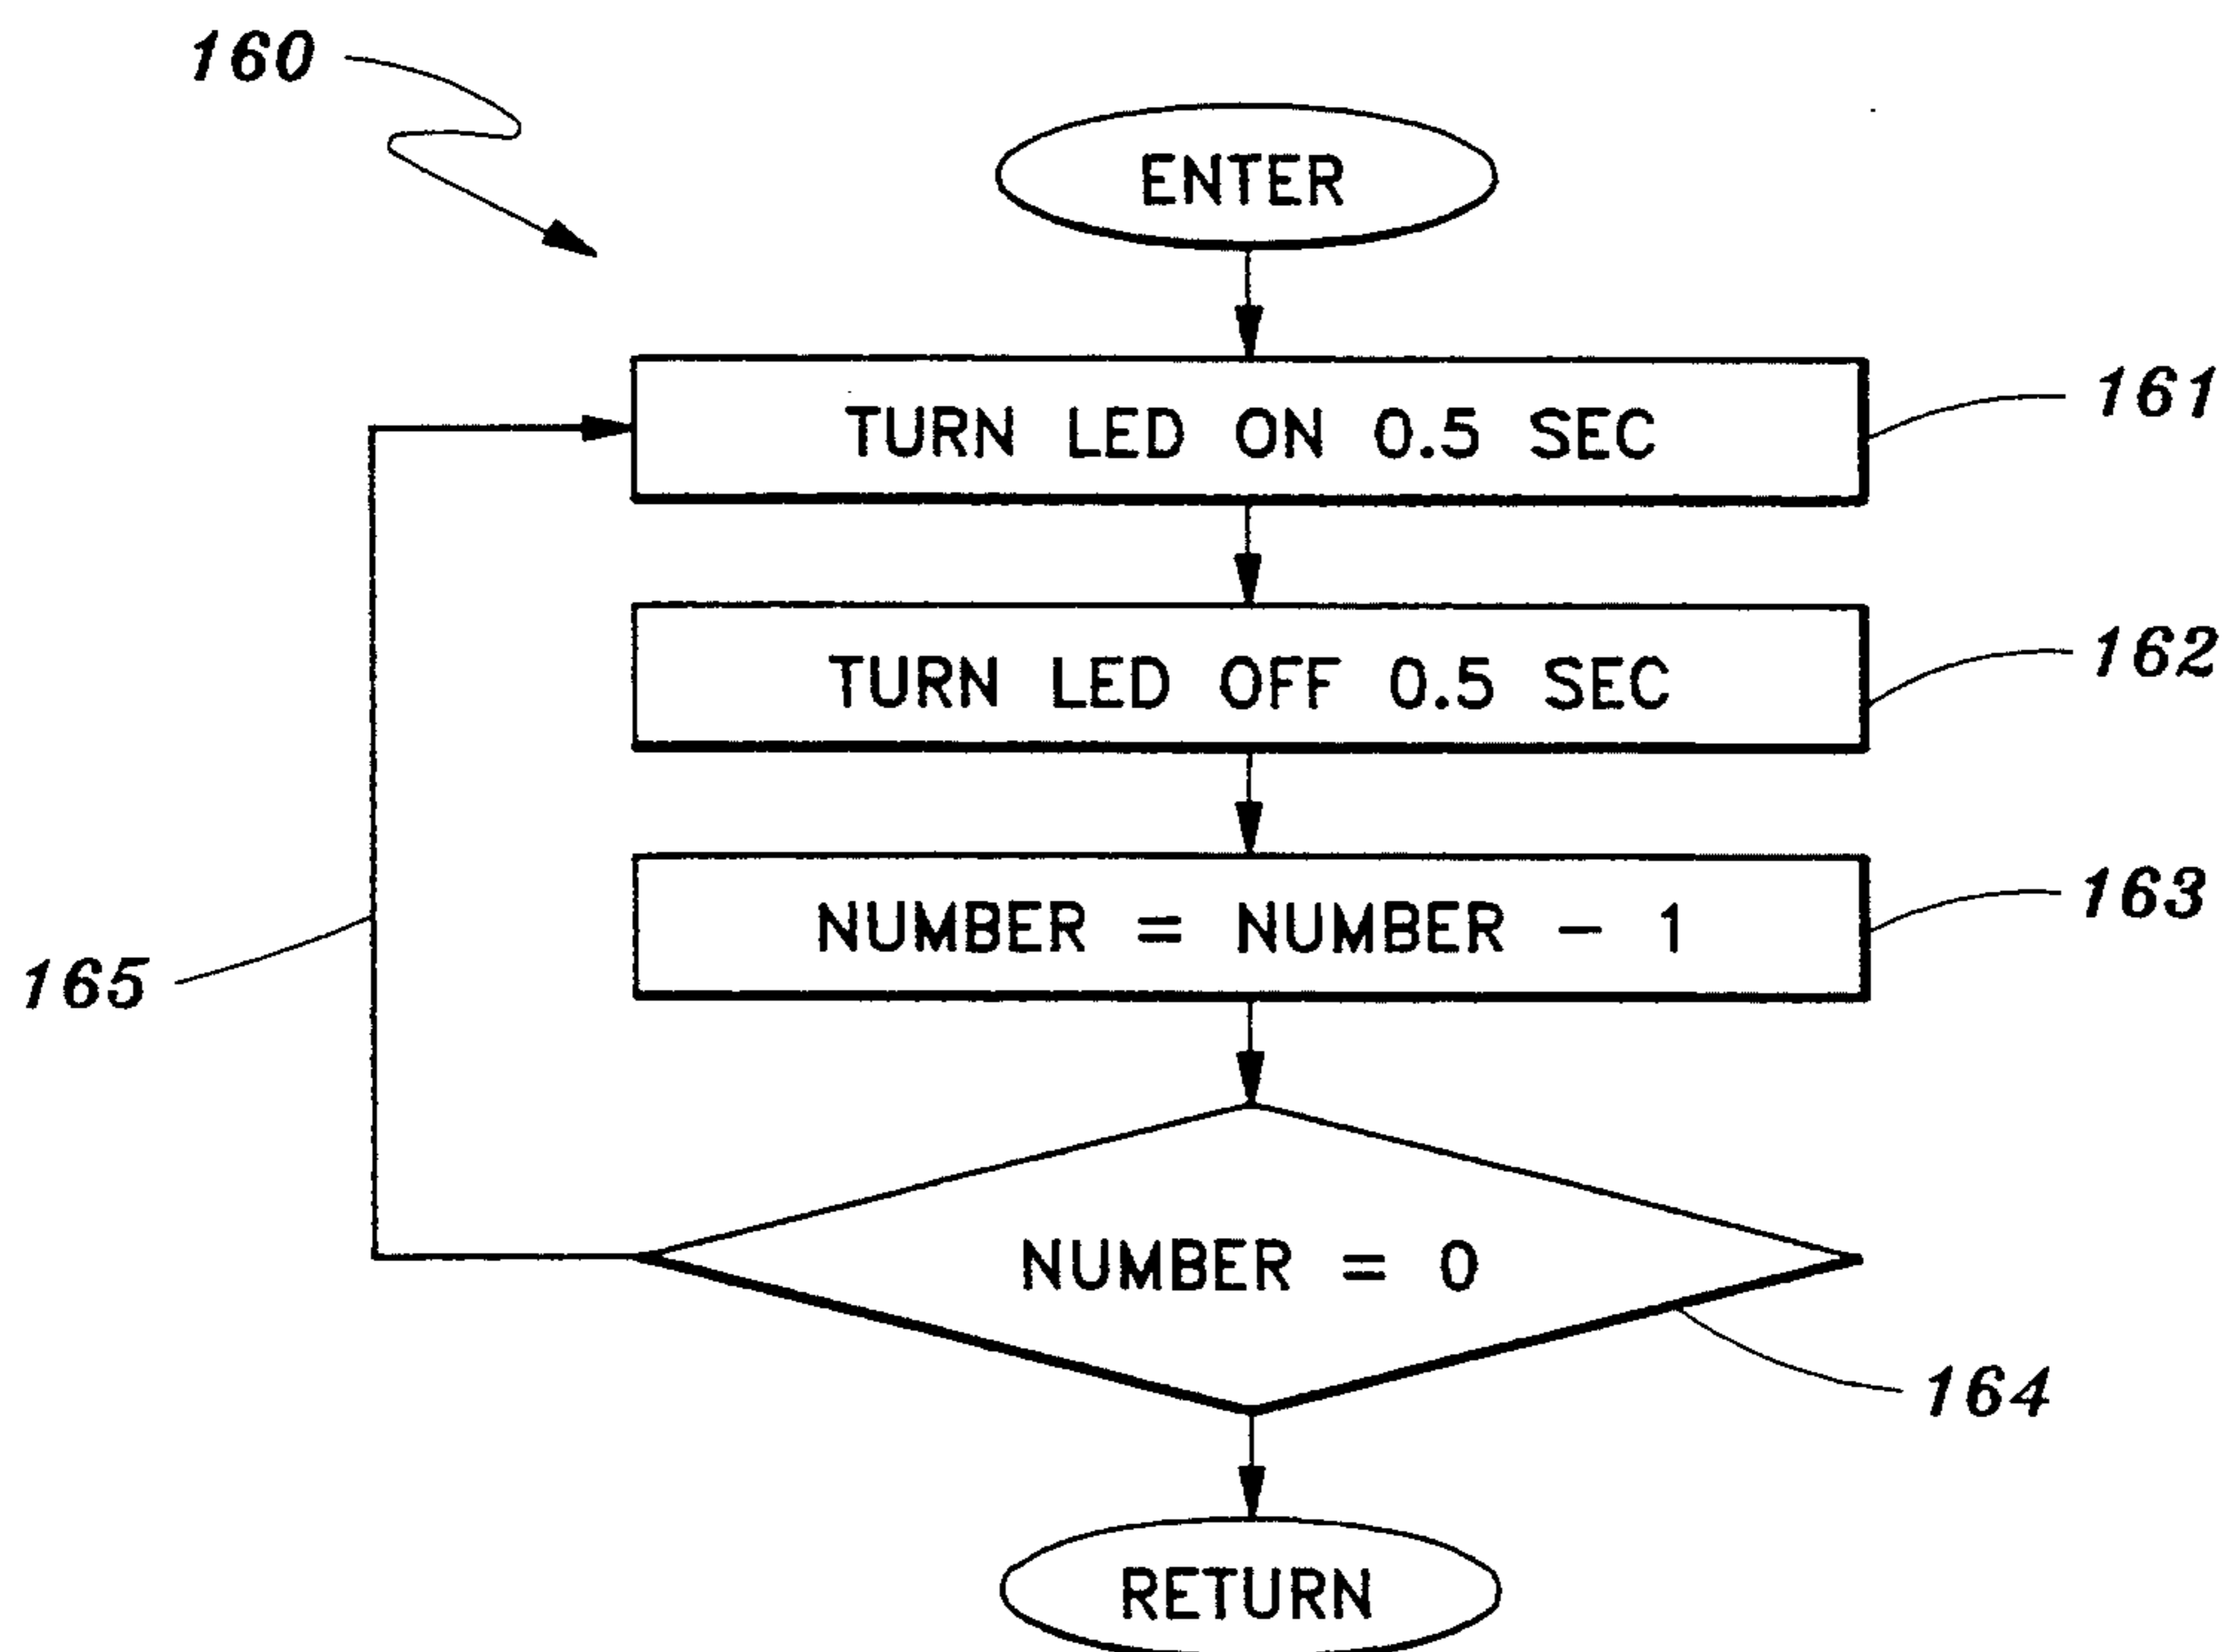 160
ENTER
TURN LED ON 0.5 SEC
161
TURN LED OFF 0.5 SEC
162
NUMBER = NUMBER - 1
163
165
NUMBER = 0
164
RETURN